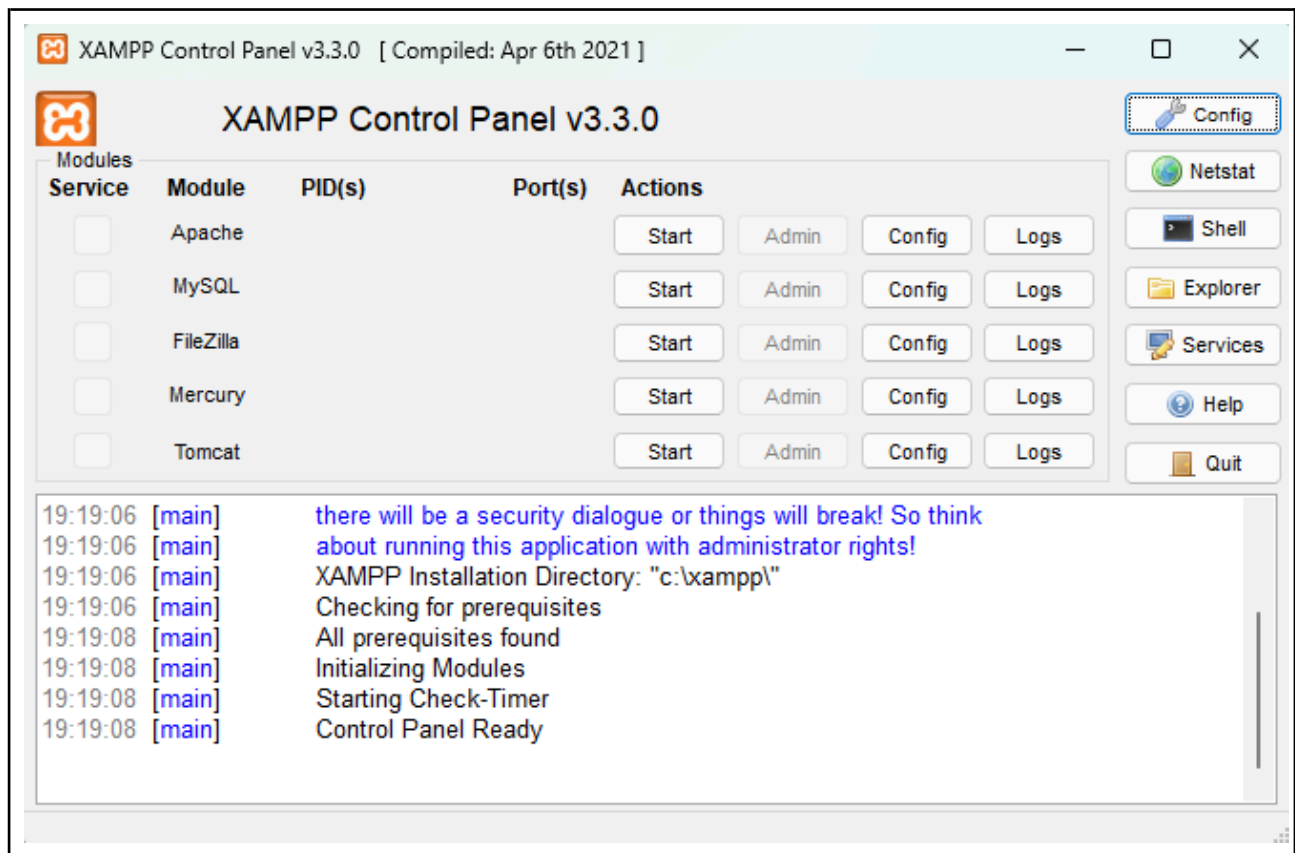 XAMPP Control Panel v3.3.0 [ Compiled: Apr 6th 2021 ]
XAMPP Control Panel v3.3.0
Config
Modules
Service Module PID(s) Port(s) Actions
Netstat
Apache Start Admin Config Logs
Shell
MySQL Start Admin Config Logs
Explorer
FileZilla Start Admin Config Logs
Services
Mercury Start Admin Config Logs
Help
Tomcat Start Admin Config Logs
Quit
19:19:06 [main] there will be a security dialogue or things will break! So think
19:19:06 [main] about running this application with administrator rights!
19:19:06 [main] XAMPP Installation Directory: "c:\xampp\"
19:19:06 [main] Checking for prerequisites
19:19:08 [main] All prerequisites found
19:19:08 [main] Initializing Modules
19:19:08 [main] Starting Check-Timer
19:19:08 [main] Control Panel Ready